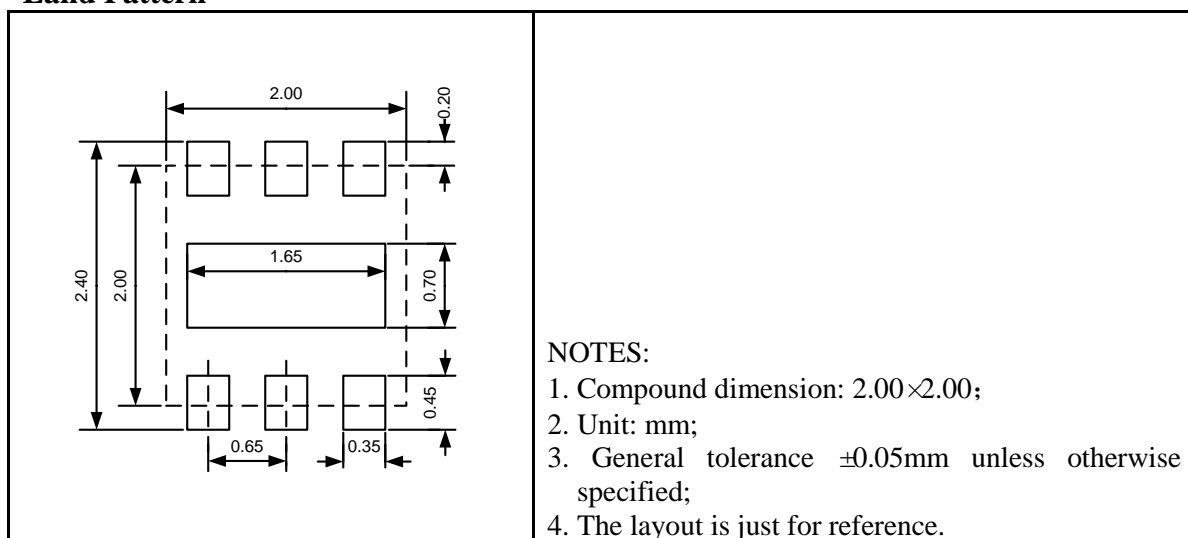 Land Pattern
2.00
0.20
2.40
2.00
1.65
0.70
0.45
0.65
0.35
NOTES:
1. Compound dimension: 2.00×2.00；
2. Unit: mm;
3. General tolerance ±0.05mm unless otherwise
specified;
4. The layout is just for reference.